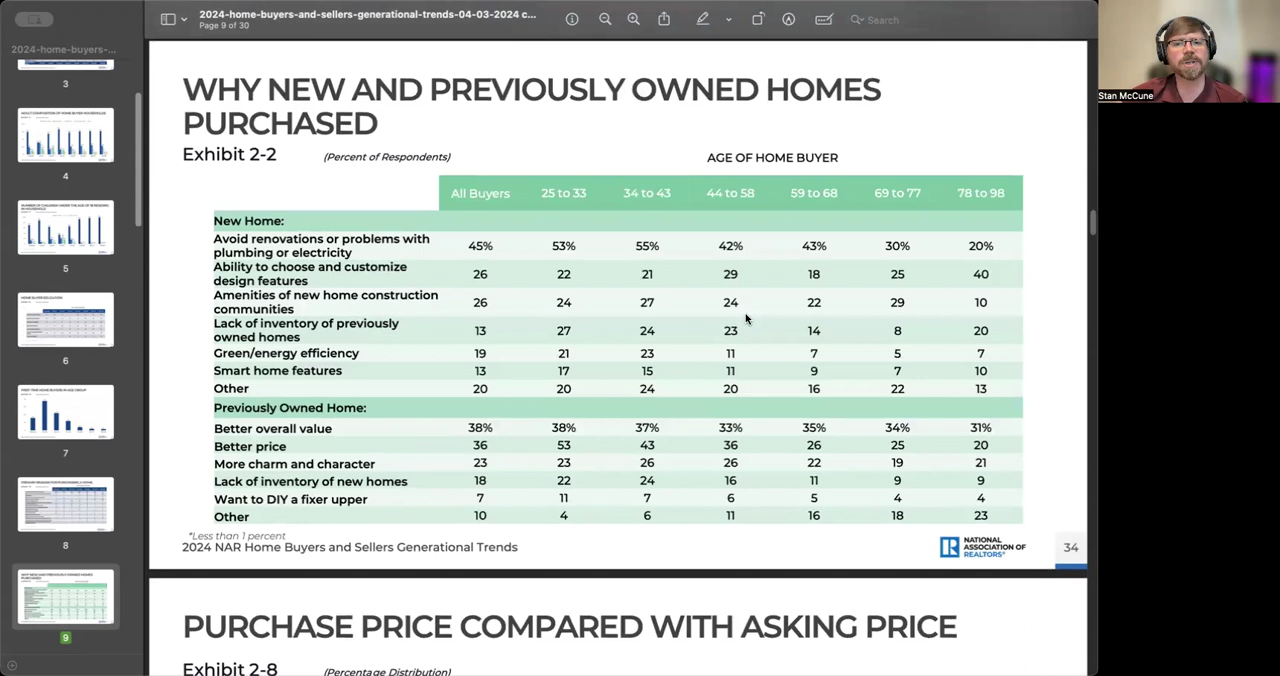 2024-home-buyers-and-sellers-generational-trends-04-03-2024 c...
Page 9 of 30
Search
2024-home-buyers-...
3
4
5
6
7
8
9
Stan McCune
WHY NEW AND PREVIOUSLY OWNED HOMES
PURCHASED
Exhibit 2-2 (Percent of Respondents) AGE OF HOME BUYER
All Buyers 25 to 33 34 to 43 44 to 58 59 to 68 69 to 77 78 to 98
New Home:
Avoid renovations or problems with
plumbing or electricity 45% 53% 55% 42% 43% 30% 20%
Ability to choose and customize
design features 26 22 21 29 18 25 40
Amenities of new home construction
communities 26 24 27 24 22 29 10
Lack of inventory of previously
owned homes 13 27 24 23 14 8 20
Green/energy efficiency 19 21 23 11 7 5 7
Smart home features 13 17 15 11 9 7 10
Other 20 20 24 20 16 22 13
Previously Owned Home:
Better overall value 38% 38% 37% 33% 35% 34% 31%
Better price 36 53 43 36 26 25 20
More charm and character 23 23 26 26 22 19 21
Lack of inventory of new homes 18 22 24 16 11 9 9
Want to DIY a fixer upper 7 11 7 6 5 4 4
Other 10 4 6 11 16 18 23
*Less than 1 percent
2024 NAR Home Buyers and Sellers Generational Trends
NATIONAL
ASSOCIATION OF
REALTORS®
34
PURCHASE PRICE COMPARED WITH ASKING PRICE
Exhibit 2-8 (Percentage Distribution)